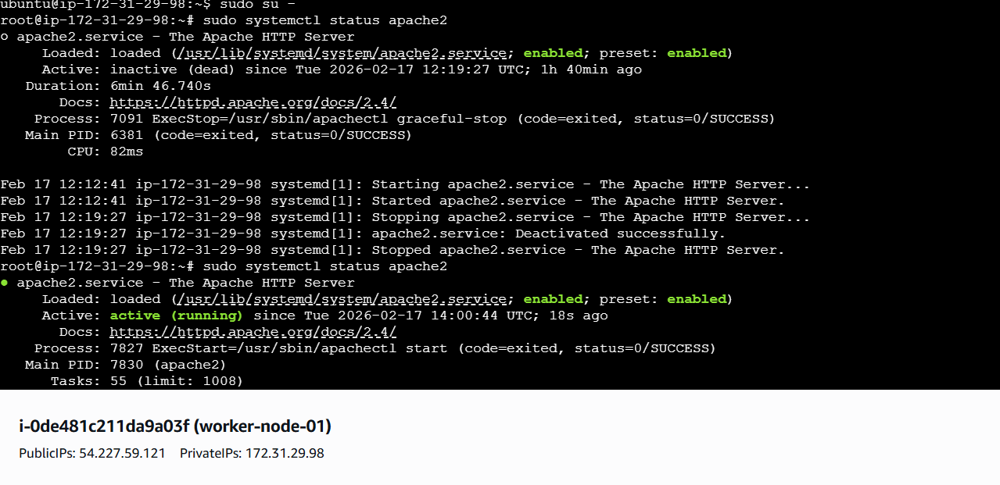 ubuntu@ip-172-31-29-98:~$ sudo su -
root@ip-172-31-29-98:~# sudo systemctl status apache2
○ apache2.service - The Apache HTTP Server
     Loaded: loaded (/usr/lib/systemd/system/apache2.service; enabled; preset: enabled)
     Active: inactive (dead) since Tue 2026-02-17 12:19:27 UTC; 1h 40min ago
   Duration: 6min 46.740s
       Docs: https://httpd.apache.org/docs/2.4/
    Process: 7091 ExecStop=/usr/sbin/apachectl graceful-stop (code=exited, status=0/SUCCESS)
   Main PID: 6381 (code=exited, status=0/SUCCESS)
        CPU: 82ms

Feb 17 12:12:41 ip-172-31-29-98 systemd[1]: Starting apache2.service - The Apache HTTP Server...
Feb 17 12:12:41 ip-172-31-29-98 systemd[1]: Started apache2.service - The Apache HTTP Server.
Feb 17 12:19:27 ip-172-31-29-98 systemd[1]: Stopping apache2.service - The Apache HTTP Server...
Feb 17 12:19:27 ip-172-31-29-98 systemd[1]: apache2.service: Deactivated successfully.
Feb 17 12:19:27 ip-172-31-29-98 systemd[1]: Stopped apache2.service - The Apache HTTP Server.
root@ip-172-31-29-98:~# sudo systemctl status apache2
● apache2.service - The Apache HTTP Server
     Loaded: loaded (/usr/lib/systemd/system/apache2.service; enabled; preset: enabled)
     Active: active (running) since Tue 2026-02-17 14:00:44 UTC; 18s ago
       Docs: https://httpd.apache.org/docs/2.4/
    Process: 7827 ExecStart=/usr/sbin/apachectl start (code=exited, status=0/SUCCESS)
   Main PID: 7830 (apache2)
      Tasks: 55 (limit: 1008)
i-0de481c211da9a03f (worker-node-01)
PublicIPs: 54.227.59.121 PrivateIPs: 172.31.29.98